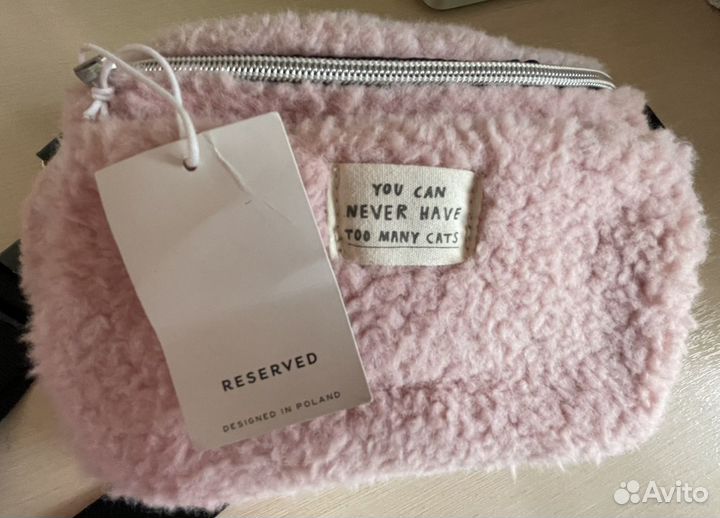 YOU CAN
NEVER HAVE
TOO MANY CATS
RESERVED
DESIGNED IN POLAND
Avito